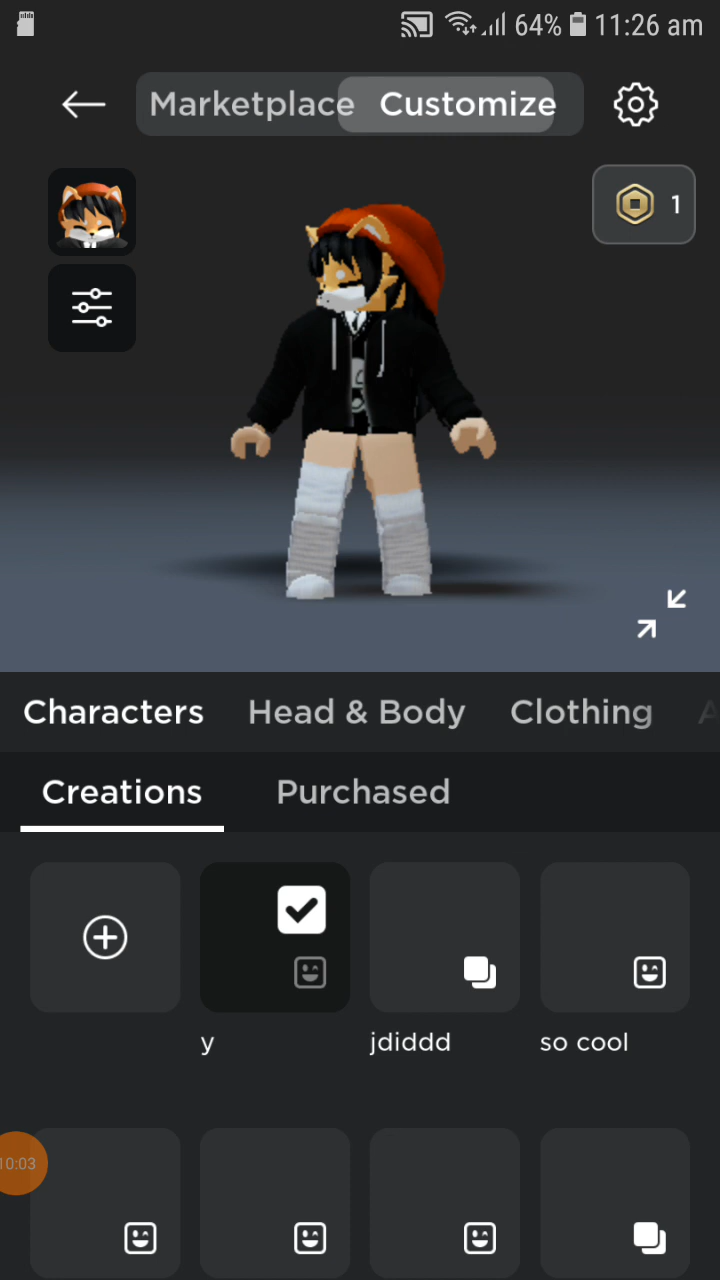 64% 11:26 am
Marketplace Customize
1
Characters Head & Body Clothing A
Creations Purchased
y jdiddd so cool
10:03